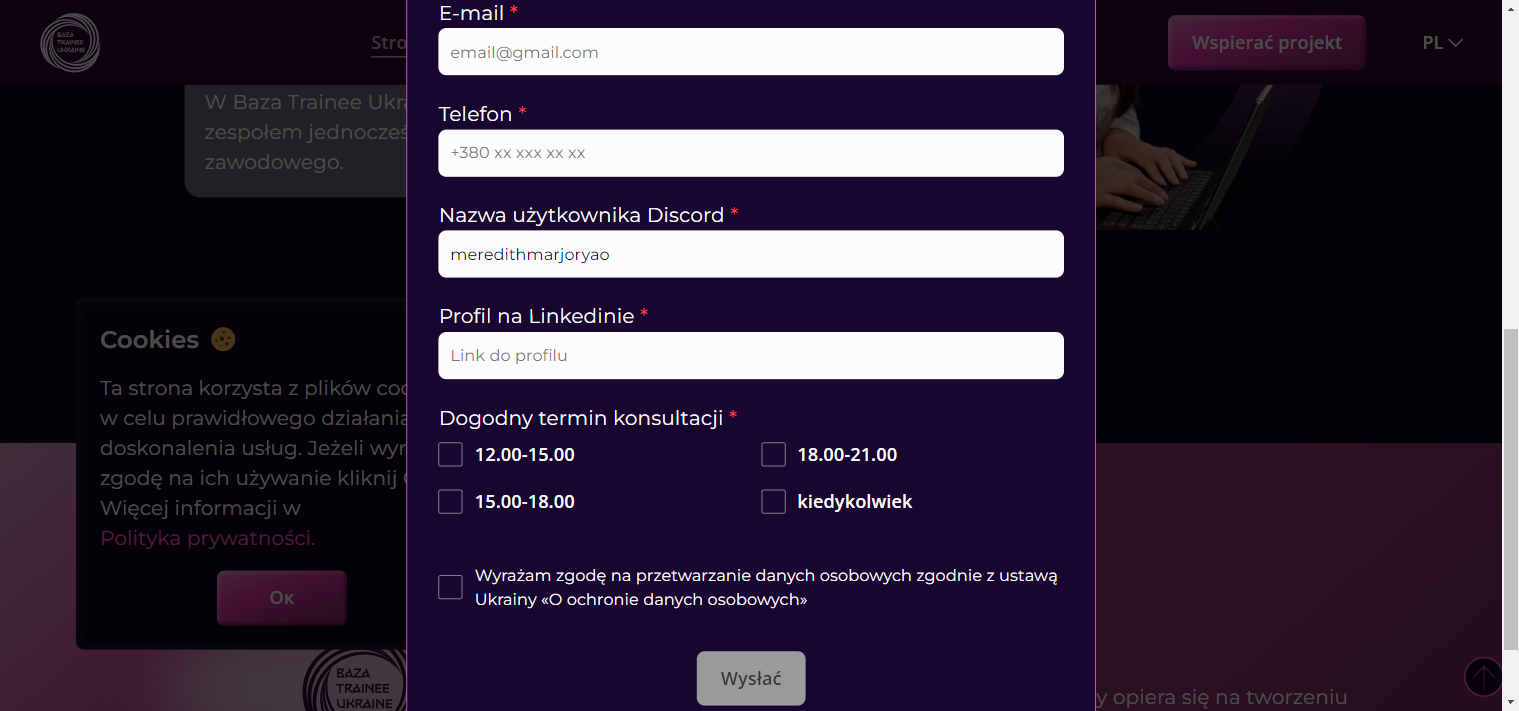 BAZA
TRAINEE
UKRAINE
Stro
Wspierać projekt
PL
W Baza Trainee Ukra
zespołem jednocześ
zawodowego.
E-mail *
email@gmail.com
Telefon *
+380 xx xxx xx xx
Nazwa użytkownika Discord *
meredithmarjoryao
Profil na Linkedinie *
Link do profilu
Dogodny termin konsultacji *
12.00-15.00
18.00-21.00
15.00-18.00
kiedykolwiek
Wyrażam zgodę na przetwarzanie danych osobowych zgodnie z ustawą
Ukrainy «O ochronie danych osobowych»
Wysłać
Cookies
Ta strona korzysta z plików coo
w celu prawidłowego działania
doskonalenia usług. Jeżeli wyr
zgodę na ich używanie kliknij
Więcej informacji w
Polityka prywatności.
Ок
BAZA
TRAINEE
UKRAINE
y opiera się na tworzeniu